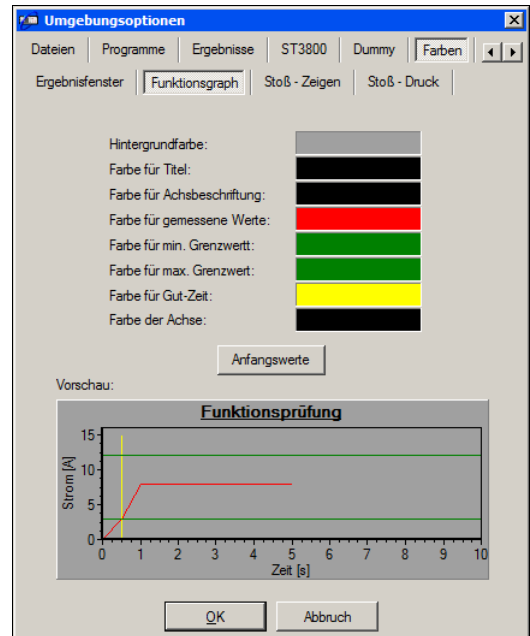 Umgebungsoptionen
Dateien Programme Ergebnisse ST3800 Dummy Farben
Ergebnisfenster Funktionsgraph Stoß - Zeigen Stoß - Druck
Hintergrundfarbe:
Farbe für Titel:
Farbe für Achsbeschriftung:
Farbe für gemessene Werte:
Farbe für min. Grenzwertt:
Farbe für max. Grenzwert:
Farbe für Gut-Zeit:
Farbe der Achse:
Anfangswerte
Vorschau:
Funktionsprüfung
Strom [A]
15
10
5
0
0 1 2 3 4 5 6 7 8 9 10
Zeit [s]
OK Abbruch